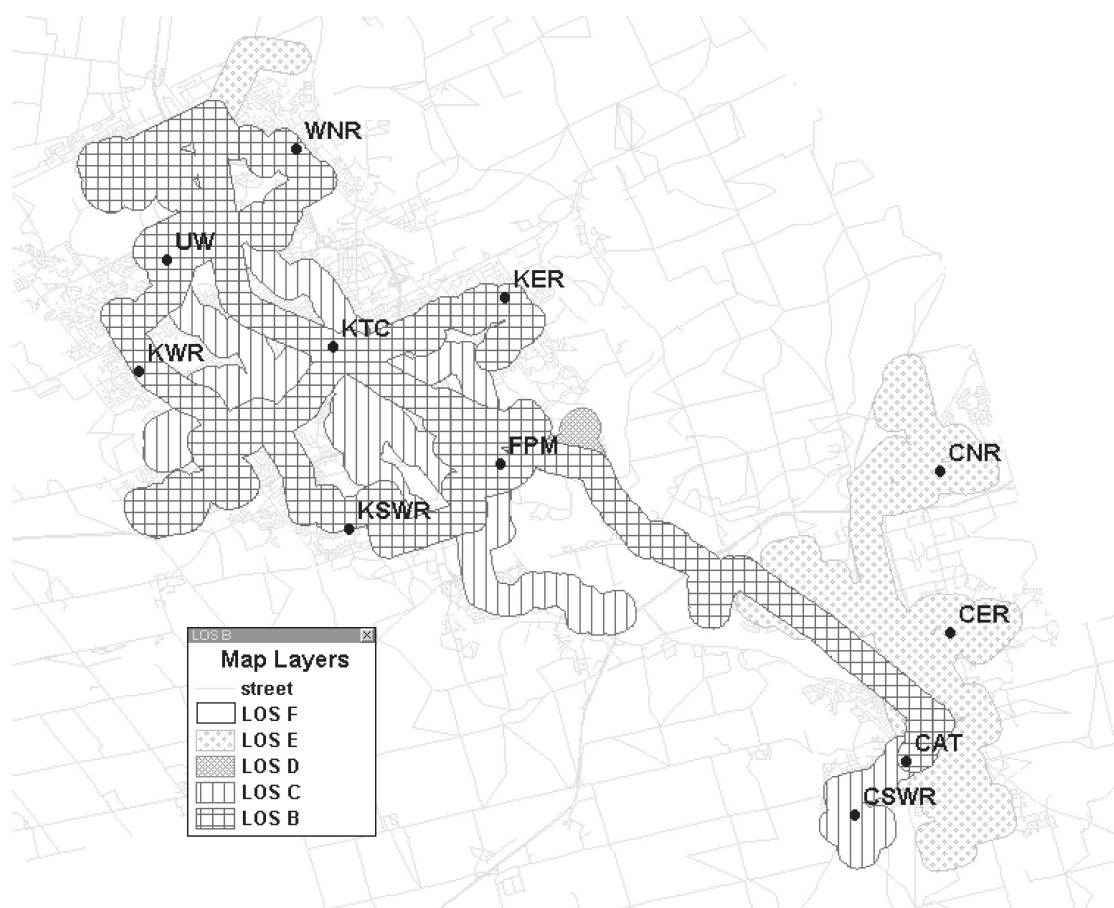 WNR
UW
KER
KTC
KWR
FPM
CNR
KSWR
CER
CAT
CSWR
LOS B
Map Layers
street
LOS F
LOS E
LOS D
LOS C
LOS B